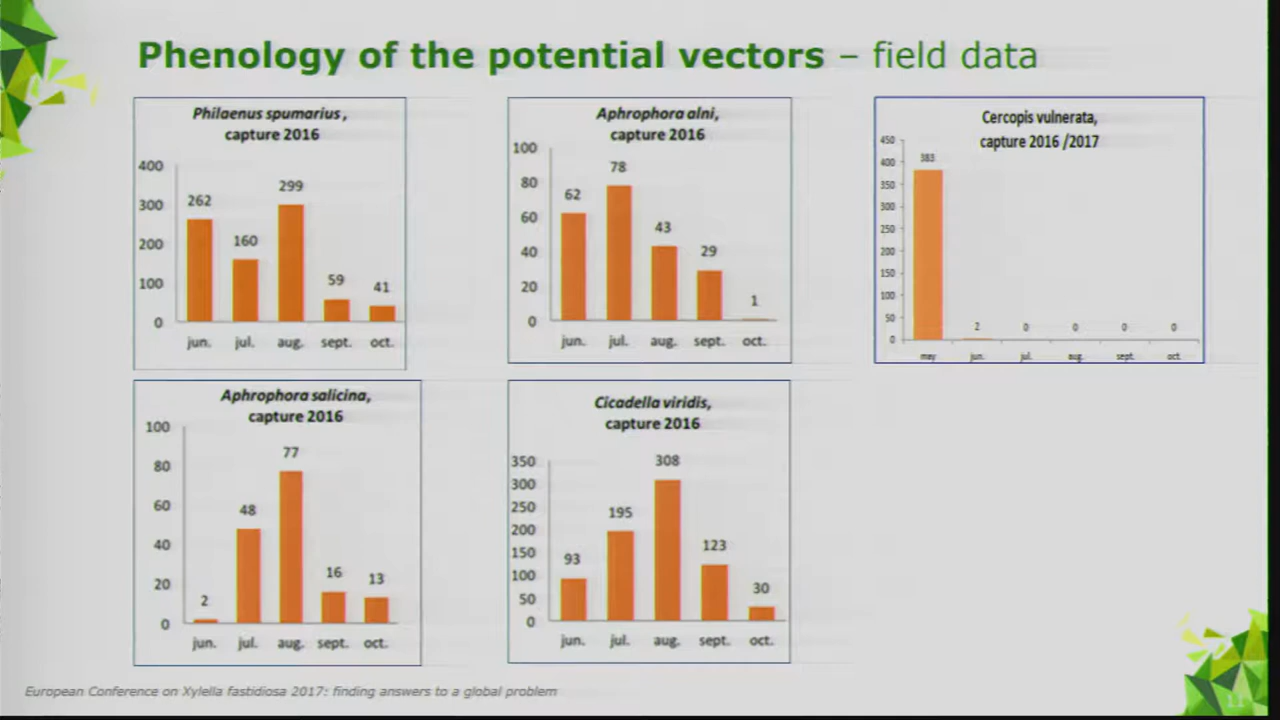 Phenology of the potential vectors – field data
Philaenus spumarius,
capture 2016
400
300
200
100
0
262
160
299
59
41
jun.
jul.
aug.
sept.
oct.
Aphrophora alni,
capture 2016
100
80
60
40
20
0
62
78
43
29
1
jun.
jul.
aug.
sept.
oct.
Cercopis vulnerata,
capture 2016 /2017
450
400
350
300
250
200
150
100
50
0
383
2
0
0
0
0
may
jun.
jul.
aug.
sept.
oct.
Aphrophora salicina,
capture 2016
100
80
60
40
20
0
2
48
77
16
13
jun.
jul.
aug.
sept.
oct.
Cicadella viridis,
capture 2016
350
300
250
200
150
100
50
0
93
195
308
123
30
jun.
jul.
aug.
sept.
oct.
European Conference on Xylella fastidiosa 2017: finding answers to a global problem
11